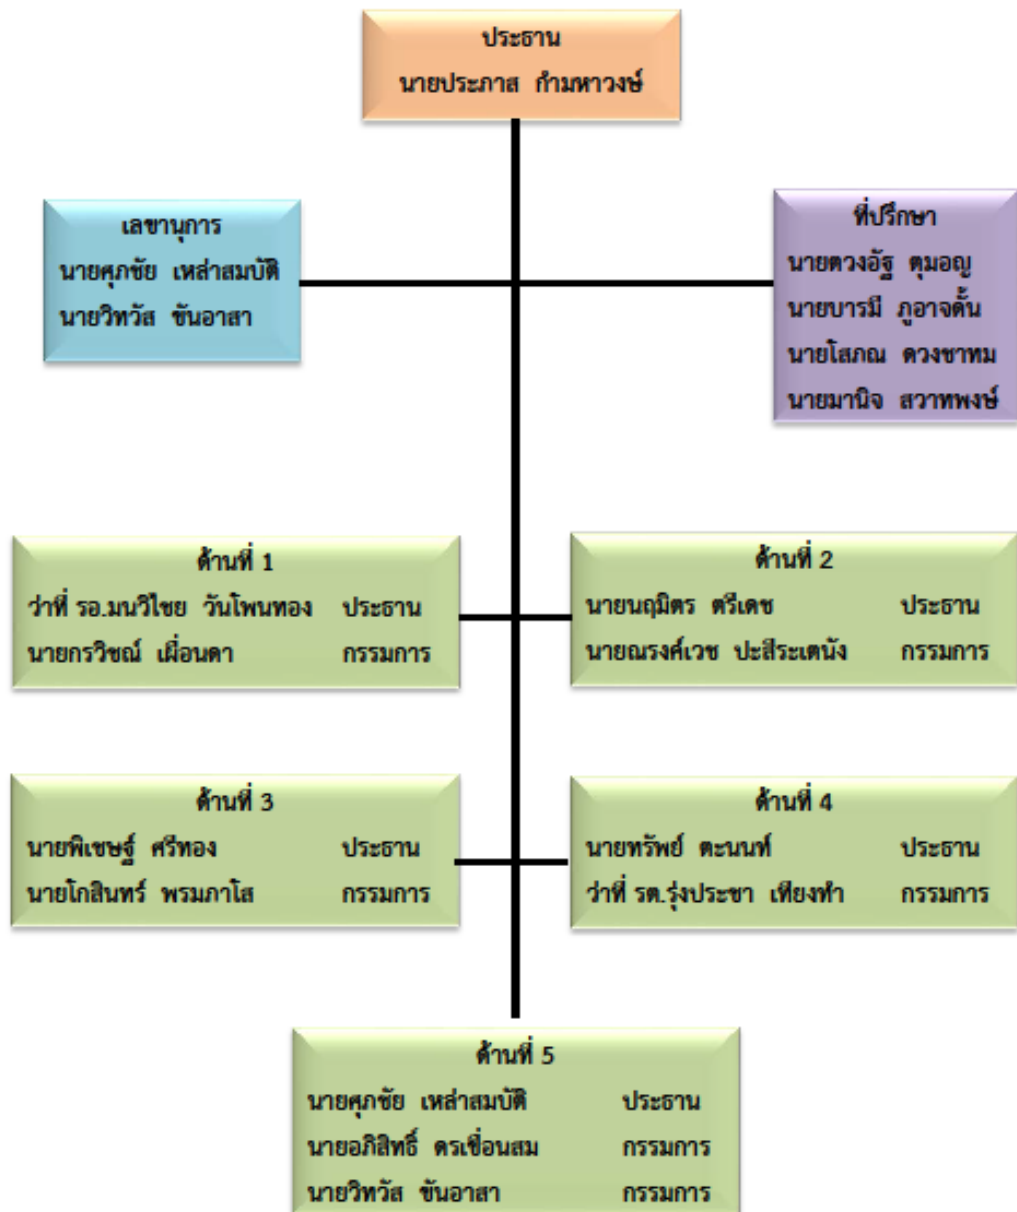 ประธาน
นายประภาส กำมหาวงษ์
เลขานุการ
นายศุภชัย เหล่าสมบัติ
นายวิทวัส ขันอาสา
ที่ปรึกษา
นายตวงอัฐ ตุมอญ
นายบารมี ภูอาจดั้น
นายโสภณ ดวงชาทม
นายมานิจ สวาทพงษ์
ด้านที่ 1
ว่าที่ รอ.มนวิไชย วันโพนทอง ประธาน
นายกรวิชณ์ เผื่อนดา กรรมการ
ด้านที่ 2
นายนฤมิตร ตรีเดช ประธาน
นายณรงค์เวช ปะสีระเตนัง กรรมการ
ด้านที่ 3
นายพิเชษฐ์ ศรีทอง ประธาน
นายโกสินทร์ พรมภาโส กรรมการ
ด้านที่ 4
นายทรัพย์ ตะนนท์ ประธาน
ว่าที่ รต.รุ่งประชา เทียงทำ กรรมการ
ด้านที่ 5
นายศุภชัย เหล่าสมบัติ ประธาน
นายอภิสิทธิ์ ดรเขื่อนสม กรรมการ
นายวิทวัส ขันอาสา กรรมการ